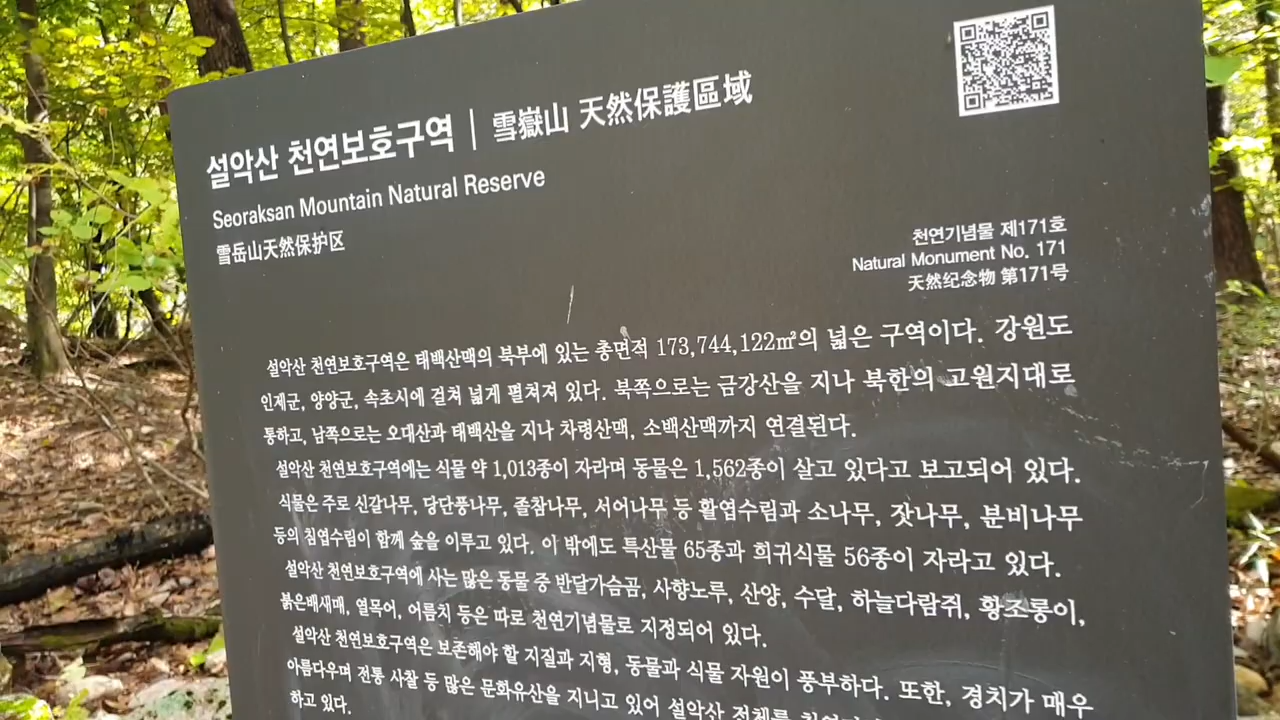 설악산 천연보호구역 | 雪嶽山 天然保護區域
Seoraksan Mountain Natural Reserve
雪岳山天然保护区
천연기념물 제171호
Natural Monument No. 171
天然纪念物 第171号
설악산 천연보호구역은 태백산맥의 북부에 있는 총면적 173,744,122㎡의 넓은 구역이다. 강원도
인제군, 양양군, 속초시에 걸쳐 넓게 펼쳐져 있다. 북쪽으로는 금강산을 지나 북한의 고원지대로
통하고, 남쪽으로는 오대산과 태백산을 지나 차령산맥, 소백산맥까지 연결된다.
설악산 천연보호구역에는 식물 약 1,013종이 자라며 동물은 1,562종이 살고 있다고 보고되어 있다.
식물은 주로 신갈나무, 당단풍나무, 졸참나무, 서어나무 등 활엽수림과 소나무, 잣나무, 분비나무
등의 침엽수림이 함께 숲을 이루고 있다. 이 밖에도 특산물 65종과 희귀식물 56종이 자라고 있다.
설악산 천연보호구역에 사는 많은 동물 중 반달가슴곰, 사향노루, 산양, 수달, 하늘다람쥐, 황조롱이,
붉은배새매, 열목어, 어름치 등은 따로 천연기념물로 지정되어 있다.
설악산 천연보호구역은 보존해야 할 지질과 지형, 동물과 식물 자원이 풍부하다. 또한, 경치가 매우
아름다우며 전통 사찰 등 많은 문화유산을 지니고 있어 설악산 전체를
하고 있다.